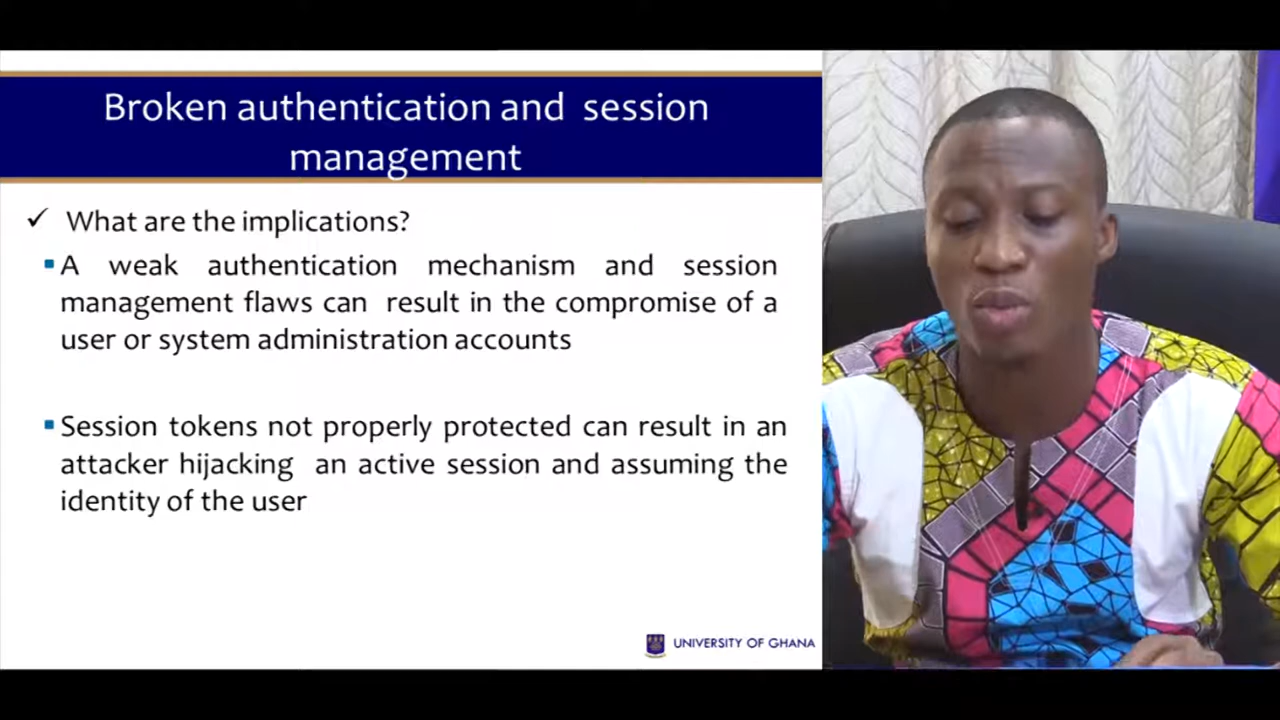 Broken authentication and session
management
✓ What are the implications?
▪ A weak authentication mechanism and session
management flaws can result in the compromise of a
user or system administration accounts
▪ Session tokens not properly protected can result in an
attacker hijacking an active session and assuming the
identity of the user
UNIVERSITY OF GHANA